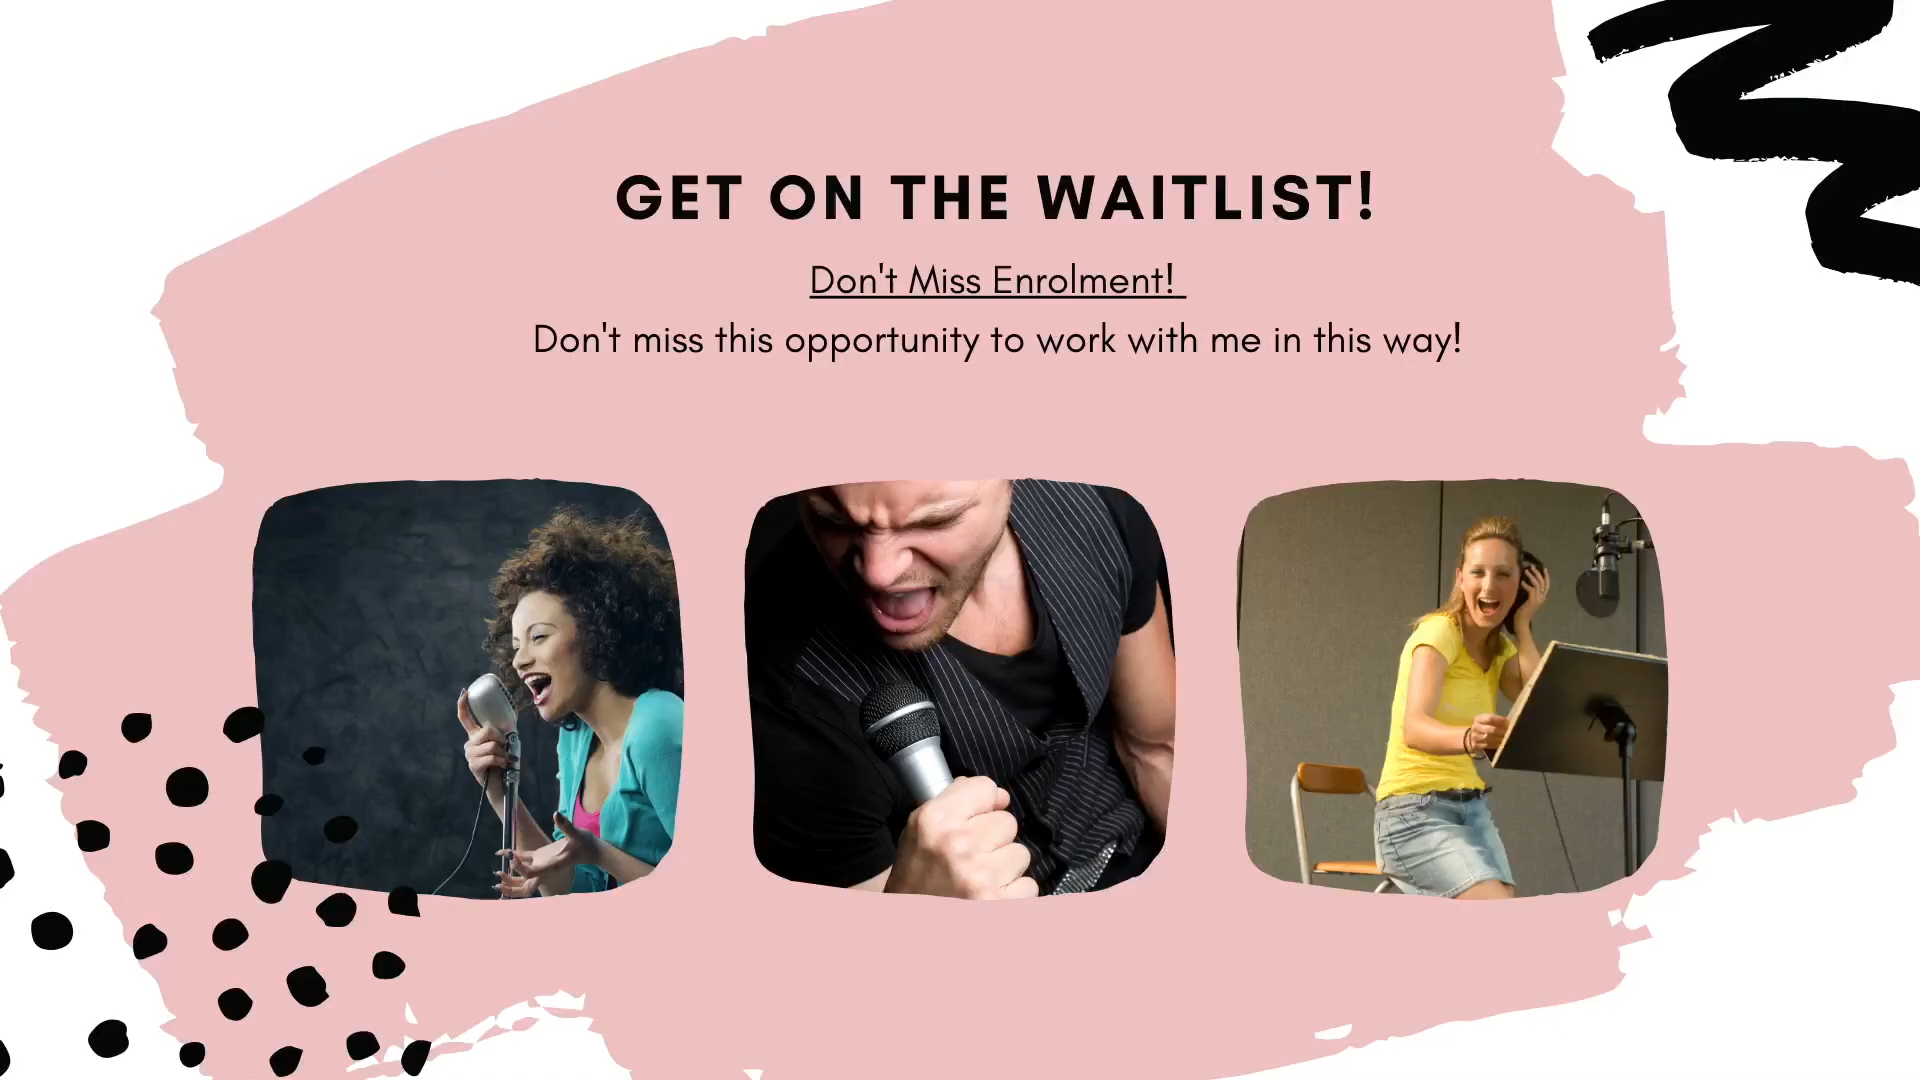 GET ON THE WAITLIST!
Don't Miss Enrolment!
Don't miss this opportunity to work with me in this way!